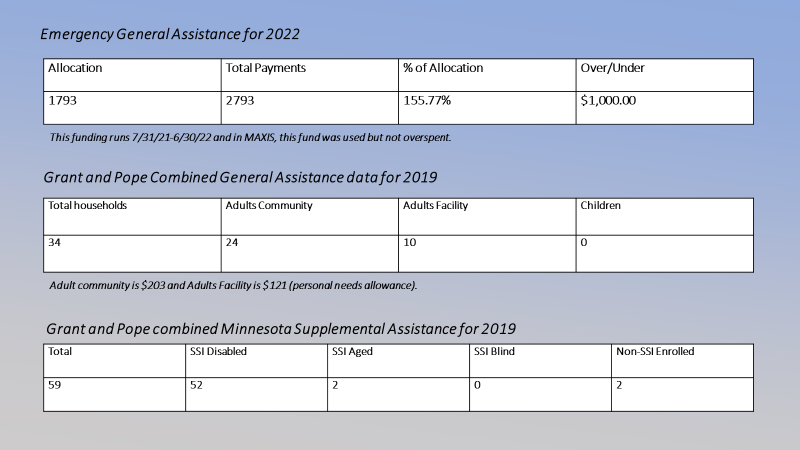 Emergency General Assistance for 2022
Allocation Total Payments % of Allocation Over/Under
1793 2793 155.77% $1,000.00
This funding runs 7/31/21-6/30/22 and in MAXIS, this fund was used but not overspent.
Grant and Pope Combined General Assistance data for 2019
Total households Adults Community Adults Facility Children
34 24 10 0
Adult community is $203 and Adults Facility is $121 (personal needs allowance).
Grant and Pope combined Minnesota Supplemental Assistance for 2019
Total SSI Disabled SSI Aged SSI Blind Non-SSI Enrolled
59 52 2 0 2